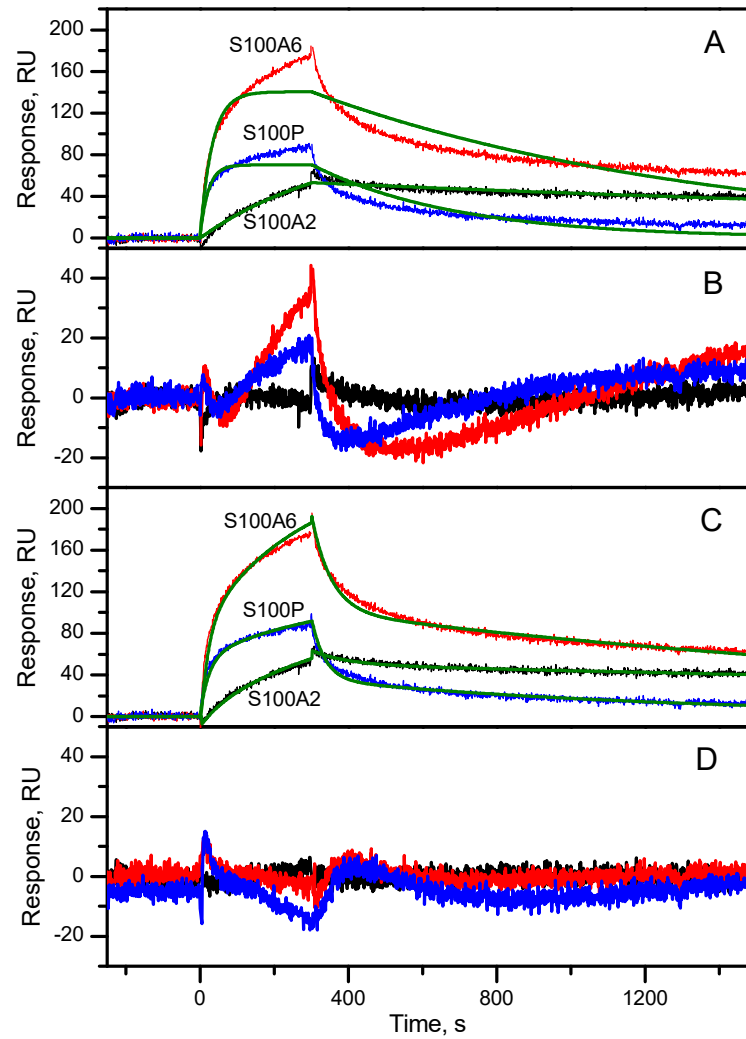 A
200
160
120
80
40
0
Response, RU
S100A6
S100P
S100A2
B
40
20
0
-20
Response, RU
C
200
160
120
80
40
0
Response, RU
S100A6
S100P
S100A2
D
40
20
0
-20
Response, RU
0 400 800 1200
Time, s